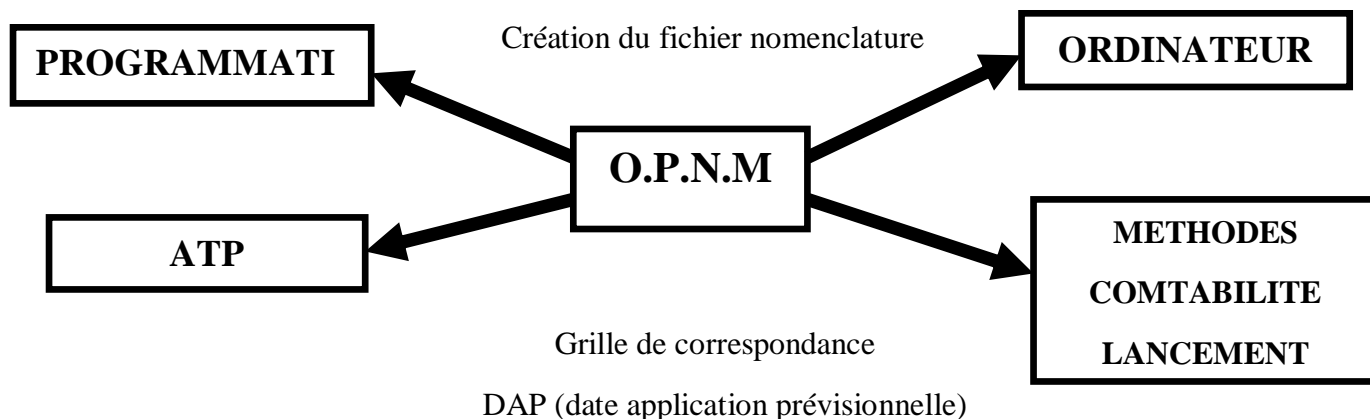 Création du fichier nomenclature
PROGRAMMATI
ORDINATEUR
O.P.N.M
ATP
METHODES
COMTABILITE
LANCEMENT
Grille de correspondance
DAP (date application prévisionnelle)